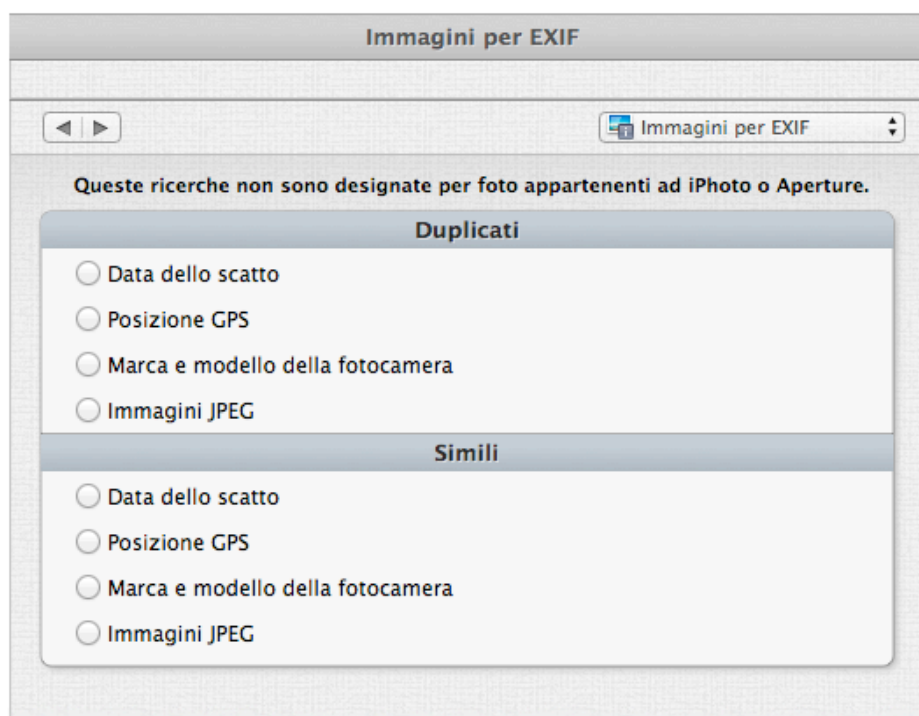 Immagini per EXIF
Immagini per EXIF
Queste ricerche non sono designate per foto appartenenti ad iPhoto o Aperture.
Duplicati
Data dello scatto
Posizione GPS
Marca e modello della fotocamera
Immagini JPEG
Simili
Data dello scatto
Posizione GPS
Marca e modello della fotocamera
Immagini JPEG